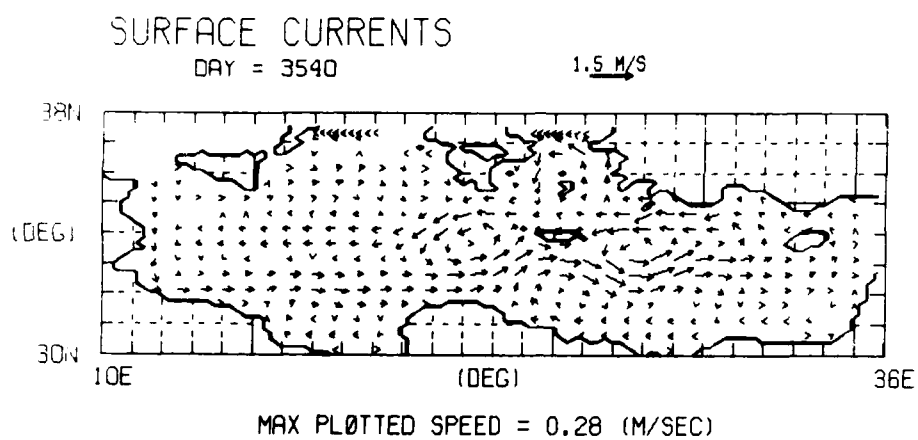 SURFACE CURRENTS
DAY = 3540
1.5 M/S
38N
(DEG)
30N
10E
(DEG)
36E
MAX PLØTTED SPEED = 0.28 (M/SEC)